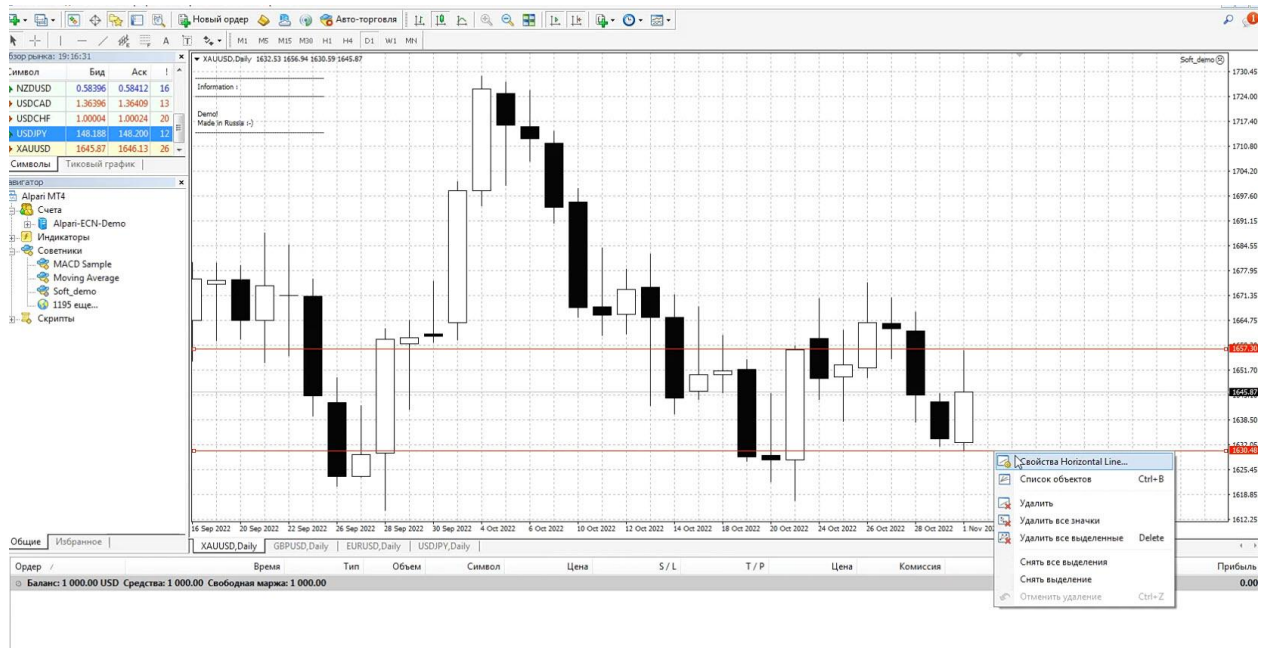 Новый ордер
Авто-торговля
A
T
M1 M5 M15 M30 H1 H4 D1 W1 MN
бзор рынка: 19:16:31
Символ Бид Аск !
NZDUSD 0.58396 0.58412 16
USDCAD 1.36396 1.36409 13
USDCHF 1.00004 1.00024 20
USDJPY 148.188 148.200 12
XAUUSD 1645.87 1646.13 26
Символы Тиковый график
авигатор
Alpari MT4
Счета
Alpari-ECN-Demo
Индикаторы
Советники
MACD Sample
Moving Average
Soft_demo
1195 еще...
Скрипты
Общие Избранное
XAUUSD,Daily 1632.53 1656.94 1630.59 1645.87
Soft_demo
Information :
Demo!
Made in Russia :-)
1730.45
1724.00
1717.40
1710.80
1704.20
1697.60
1691.15
1684.55
1677.95
1671.35
1664.75
1657.30
1651.70
1645.87
1638.50
1632.05
1630.48
1625.45
1618.85
1612.25
16 Sep 2022 20 Sep 2022 22 Sep 2022 26 Sep 2022 28 Sep 2022 30 Sep 2022 4 Oct 2022 6 Oct 2022 10 Oct 2022 12 Oct 2022 14 Oct 2022 18 Oct 2022 20 Oct 2022 24 Oct 2022 26 Oct 2022 28 Oct 2022 1 Nov
XAUUSD,Daily GBPUSD,Daily EURUSD,Daily USDJPY,Daily
Свойства Horizontal Line...
Список объектов Ctrl+B
Удалить
Удалить все значки
Удалить все выделенные Delete
Снять все выделения
Снять выделение
Отменить удаление Ctrl+Z
Ордер / Время Тип Объем Символ Цена S / L T / P Цена Комиссия Прибыль
Баланс: 1 000.00 USD Средства: 1 000.00 Свободная маржа: 1 000.00 0.00